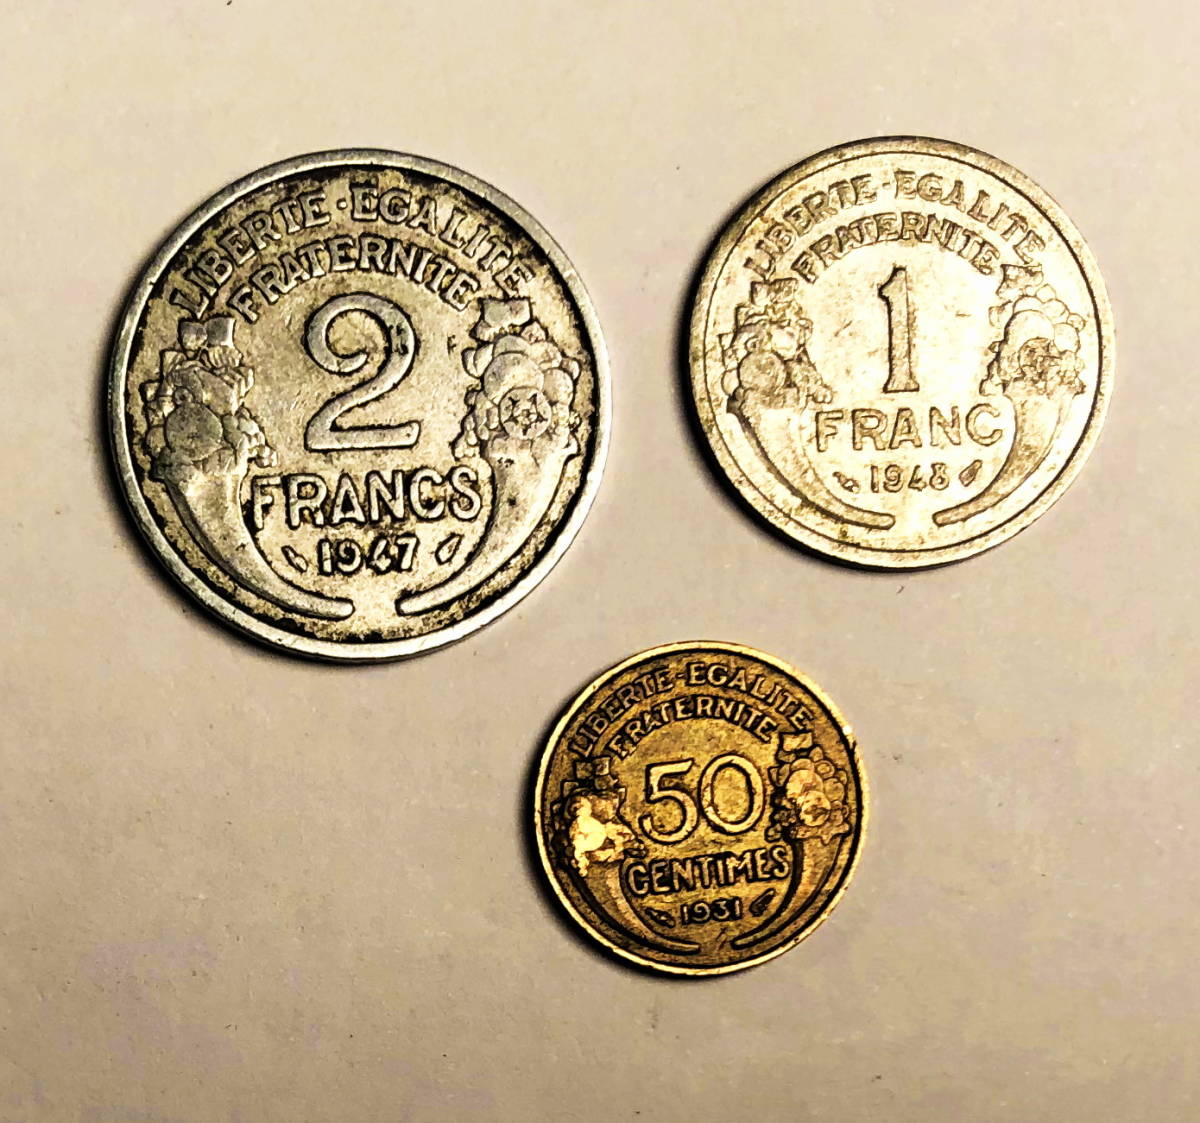 LIBERTE·EGALITE
FRATERNITE
2
FRANCS
1947
LIBERTE·EGALITE
FRATERNITE
1
FRANC
1948
LIBERTE·EGALITE
FRATERNITE
50
CENTIMES
1931